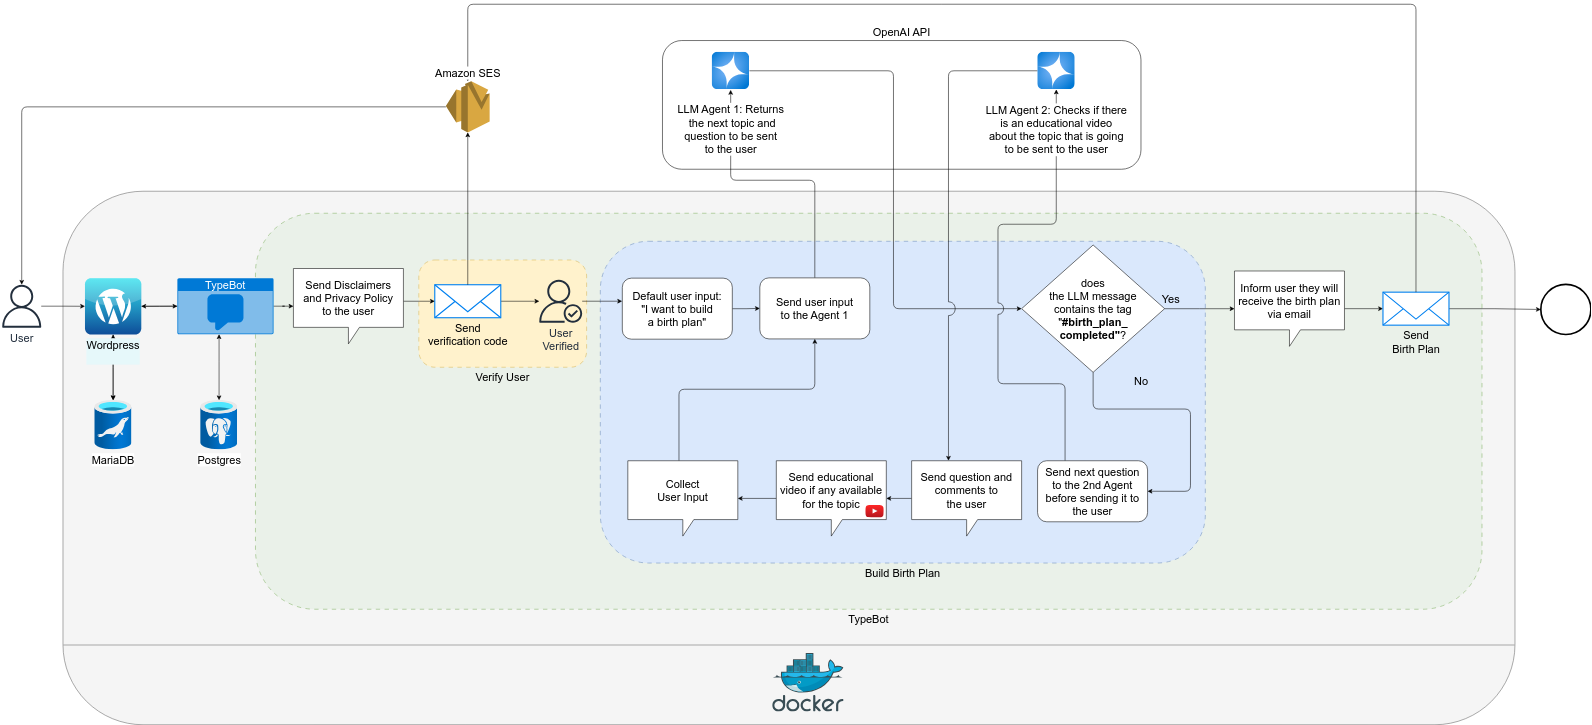 OpenAI API
Amazon SES
LLM Agent 1: Returns
the next topic and
question to be sent
to the user
LLM Agent 2: Checks if there
is an educational video
about the topic that is going
to be sent to the user
User
Wordpress
TypeBot
MariaDB
Postgres
Send Disclaimers
and Privacy Policy
to the user
Send
verification code
User
Verified
Verify User
Default user input:
"I want to build
a birth plan"
Send user input
to the Agent 1
does
the LLM message
contains the tag
"#birth_plan_
completed"?
Yes
No
Inform user they will
receive the birth plan
via email
Send
Birth Plan
Collect
User Input
Send educational
video if any available
for the topic
Send question and
comments to
the user
Send next question
to the 2nd Agent
before sending it to
the user
Build Birth Plan
TypeBot
docker